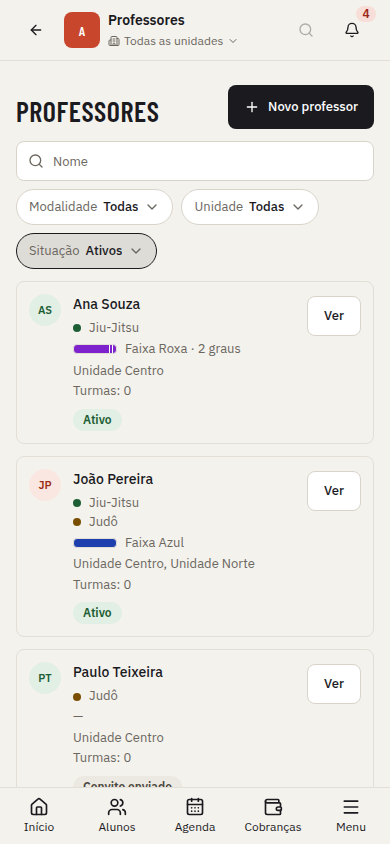 A
Professores
Todas as unidades
4
PROFESSORES
Novo professor
Nome
Modalidade Todas
Unidade Todas
Situação Ativos
AS
Ana Souza
Ver
Jiu-Jitsu
Faixa Roxa · 2 graus
Unidade Centro
Turmas: 0
Ativo
JP
João Pereira
Ver
Jiu-Jitsu
Judô
Faixa Azul
Unidade Centro, Unidade Norte
Turmas: 0
Ativo
PT
Paulo Teixeira
Ver
Judô
—
Unidade Centro
Turmas: 0
Convite enviado
Início
Alunos
Agenda
Cobranças
Menu